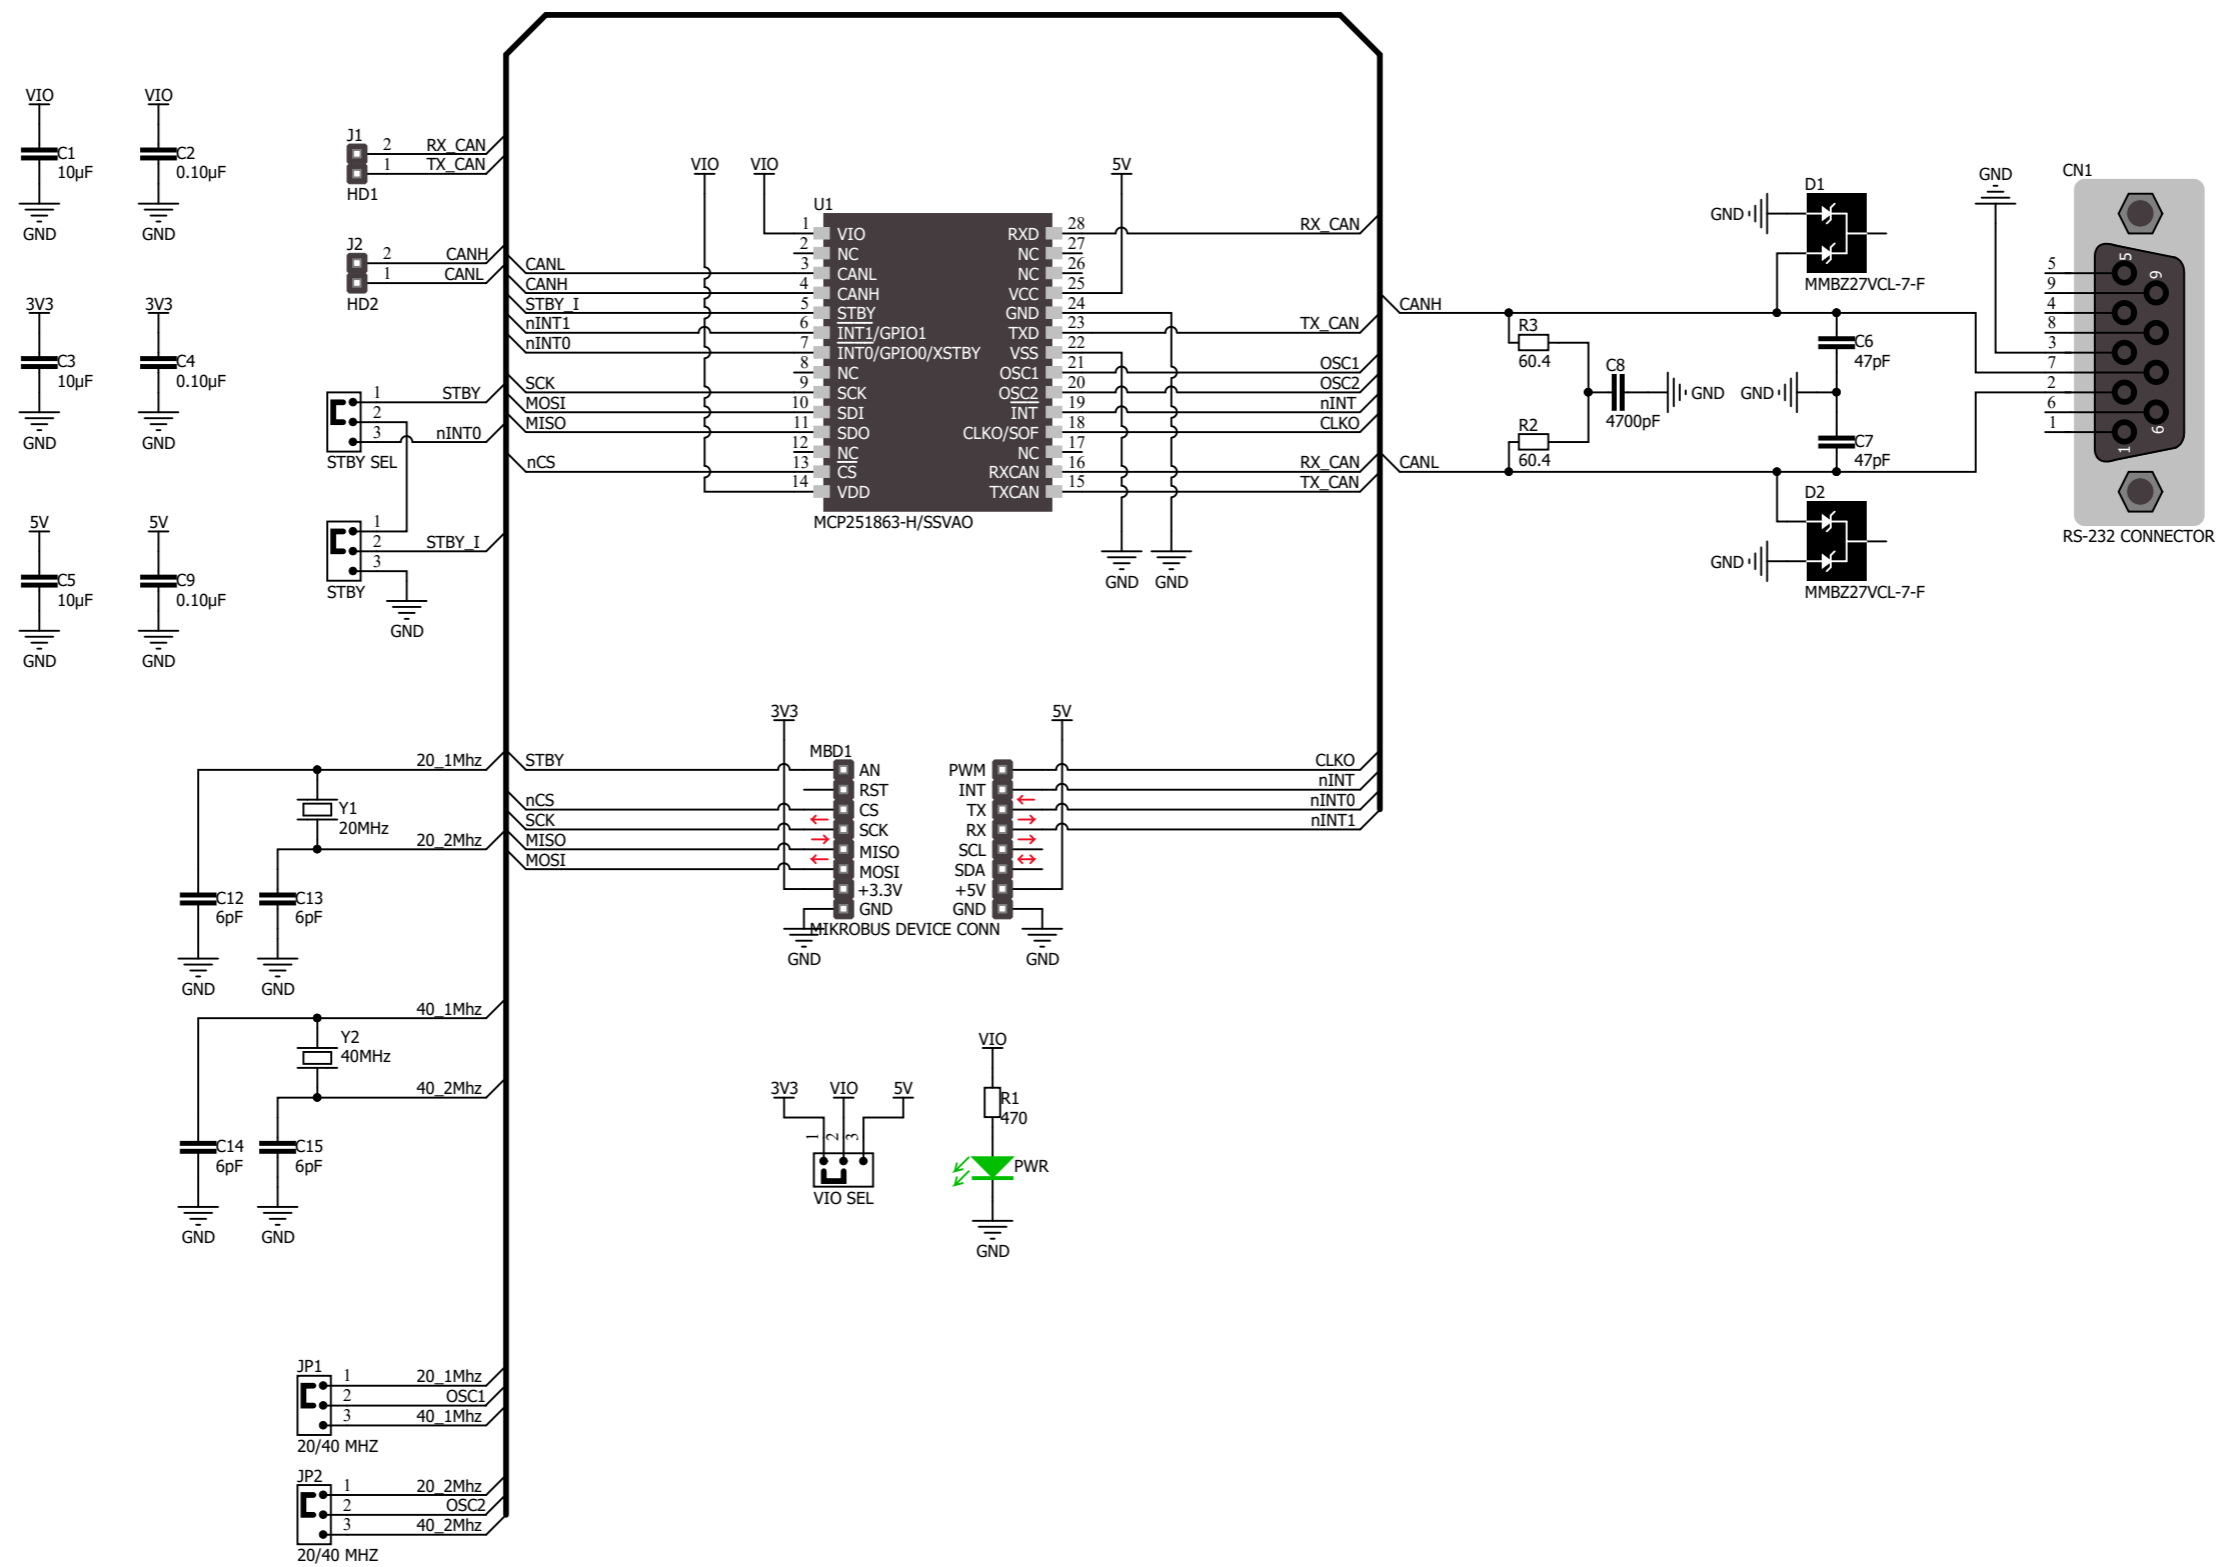 VIO
C1
10µF
GND
VIO
C2
0.10µF
GND
3V3
C3
10µF
GND
3V3
C4
0.10µF
GND
5V
C5
10µF
GND
5V
C9
0.10µF
GND
J1
2 RX_CAN
1 TX_CAN
HD1
J2
2 CANH
1 CANL
HD2
1 STBY
2
3 nINT0
STBY SEL
1
2 STBY_I
3
STBY
GND
VIO
VIO
5V
U1
CANL
CANH
STBY_I
nINT1
nINT0
SCK
MOSI
MISO
nCS
1 VIO
2 NC
3 CANL
4 CANH
5 STBY
6 INT1/GPIO1
7 INT0/GPIO0/XSTBY
8 NC
9 SCK
10 SDI
11 SDO
12 NC
13 CS
14 VDD
RXD 28 RX_CAN
NC 27
NC 26
VCC 25
GND 24
TXD 23 TX_CAN
VSS 22
OSC1 21 OSC1
OSC2 20 OSC2
INT 19 nINT
CLKO/SOF 18 CLKO
NC 17
RXCAN 16 RX_CAN
TXCAN 15 TX_CAN
MCP251863-H/SSVAO
GND
GND
CANH
CANL
R3
60.4
R2
60.4
C8
4700pF
GND
GND
D1
MMBZ27VCL-7-F
C6
47pF
GND
C7
47pF
D2
GND
MMBZ27VCL-7-F
GND
CN1
5
9
4
8
3
7
2
6
1
5
9
6
1
RS-232 CONNECTOR
20_1Mhz
Y1
20MHz
20_2Mhz
C12
6pF
GND
C13
6pF
GND
40_1Mhz
Y2
40MHz
40_2Mhz
C14
6pF
GND
C15
6pF
GND
3V3
5V
MBD1
STBY
nCS
SCK
MISO
MOSI
AN
RST
CS
SCK
MISO
MOSI
+3.3V
GND
PWM
INT
TX
RX
SCL
SDA
+5V
GND
CLKO
nINT
nINT0
nINT1
MIKROBUS DEVICE CONN
GND
GND
3V3
VIO
5V
1
2
3
VIO SEL
VIO
R1
470
PWR
GND
JP1
1 20_1Mhz
2 OSC1
3 40_1Mhz
20/40 MHZ
JP2
1 20_2Mhz
2 OSC2
3 40_2Mhz
20/40 MHZ